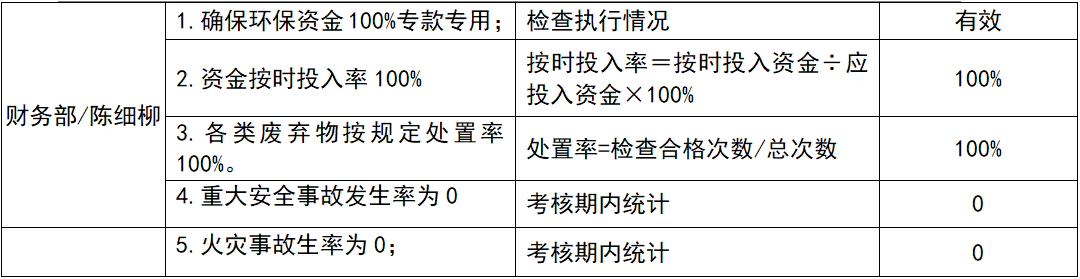 财务部/陈细柳
1.确保环保资金100%专款专用;
检查执行情况
有效
2.资金按时投入率100%
按时投入率=按时投入资金÷应
投入资金×100%
100%
3.各类废弃物按规定处置率
100%。
处置率=检查合格次数/总次数
100%
4.重大安全事故发生率为0
考核期内统计
0
5.火灾事故生率为0;
考核期内统计
0